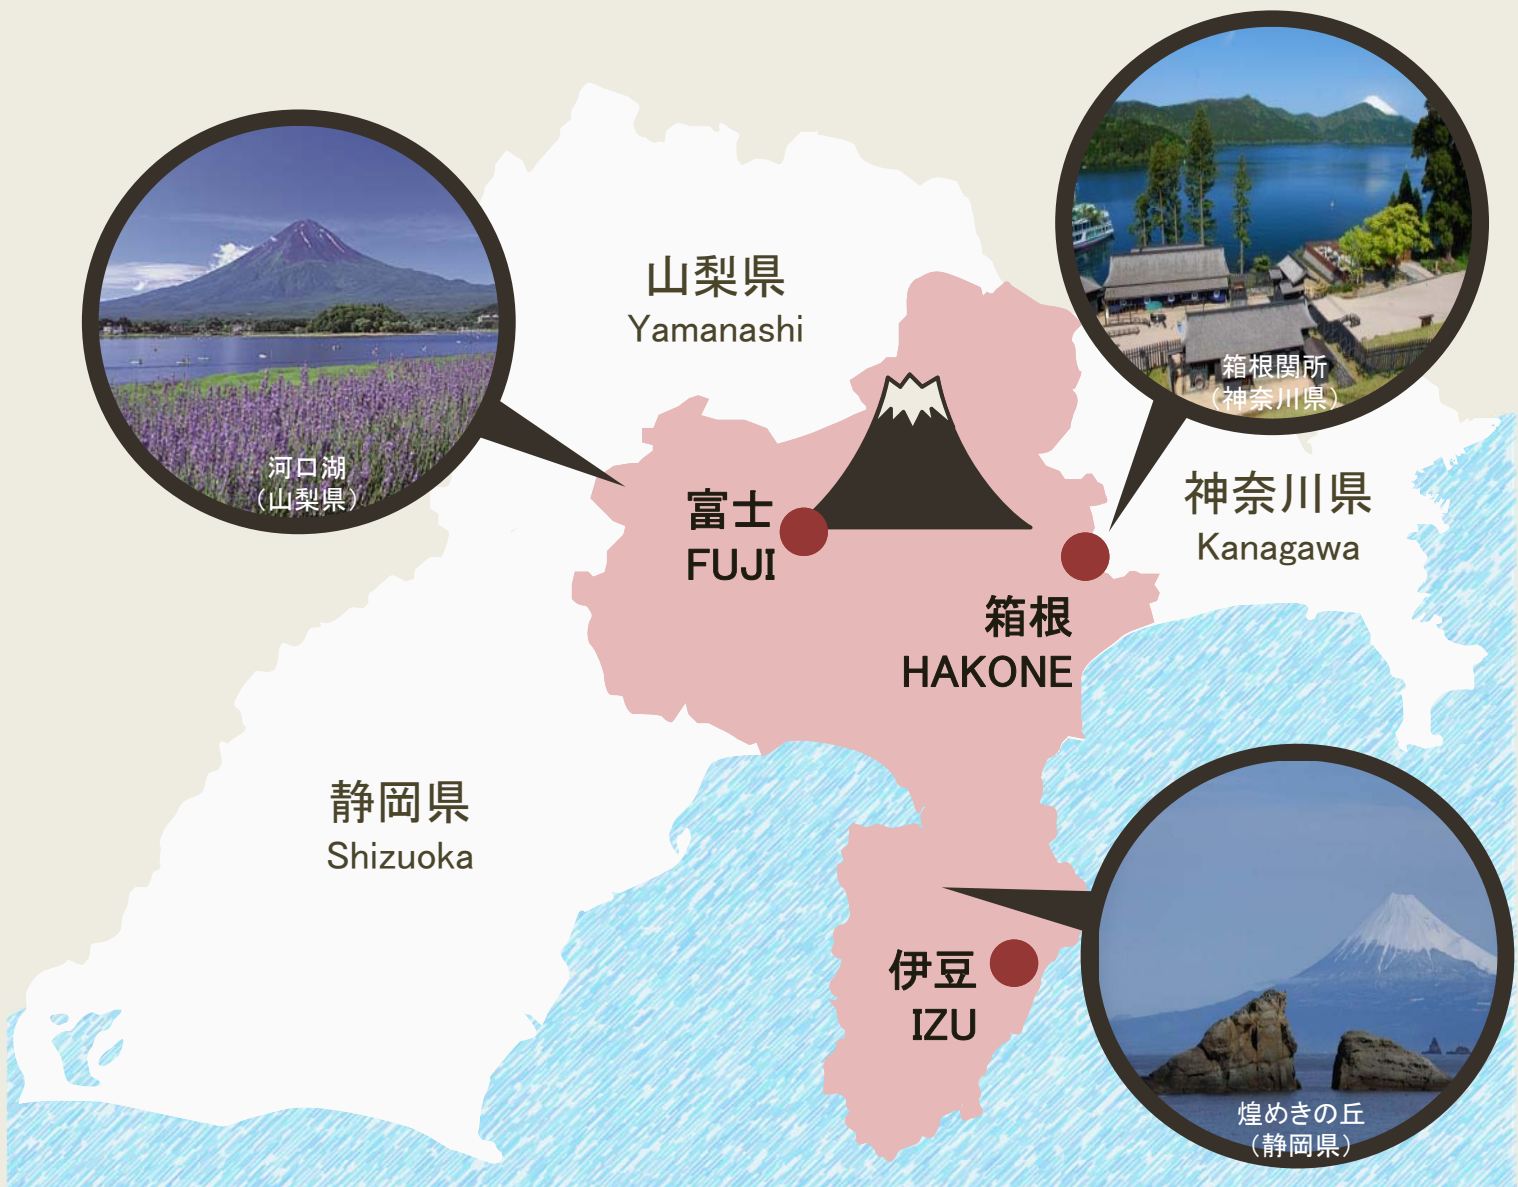 山梨県
Yamanashi
箱根関所
（神奈川県）
河口湖
（山梨県）
富士
FUJI
神奈川県
Kanagawa
箱根
HAKONE
静岡県
Shizuoka
伊豆
IZU
煌めきの丘
（静岡県）